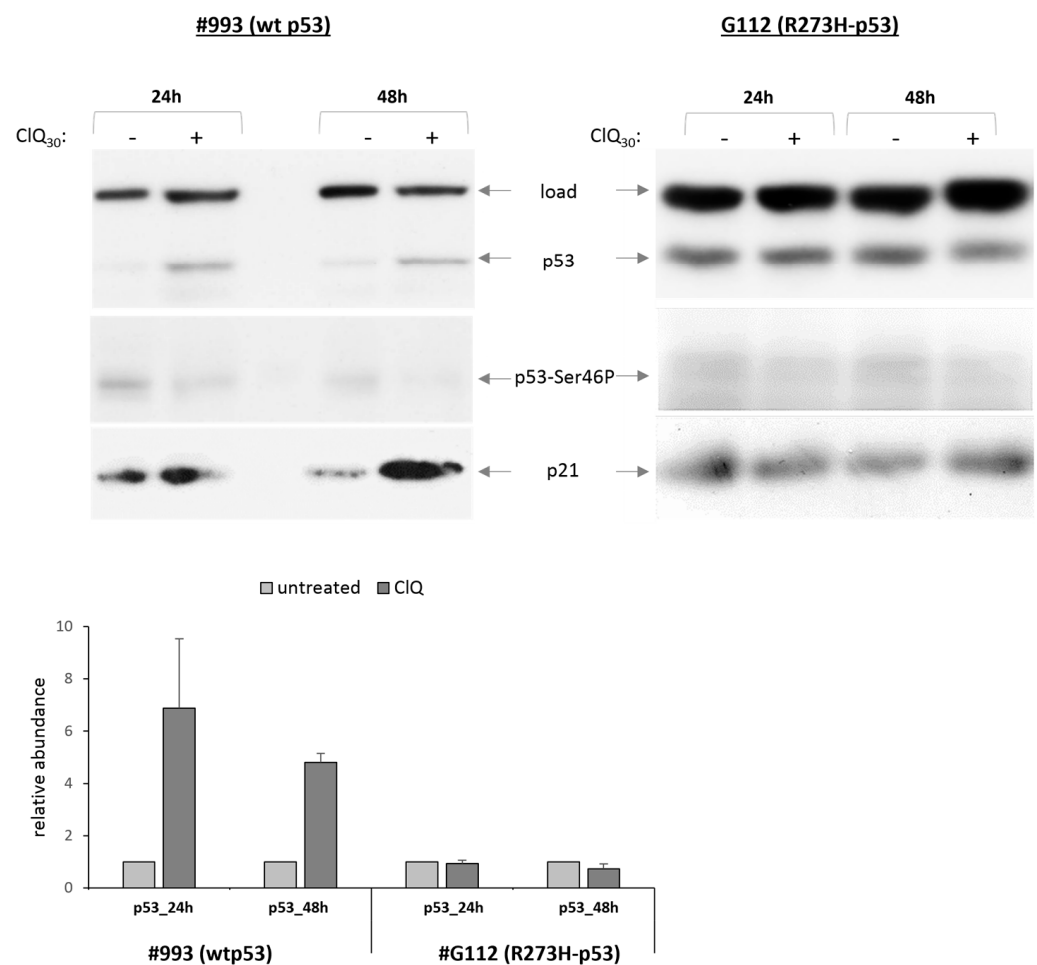 #993 (wt p53) G112 (R273H-p53)
24h 48h 24h 48h
ClQ30: - + - + ClQ30: - + - +
load
p53
p53-Ser46P
p21
untreated ClQ
relative abundance
10
8
6
4
2
0
p53_24h p53_48h p53_24h p53_48h
#993 (wtp53) #G112 (R273H-p53)